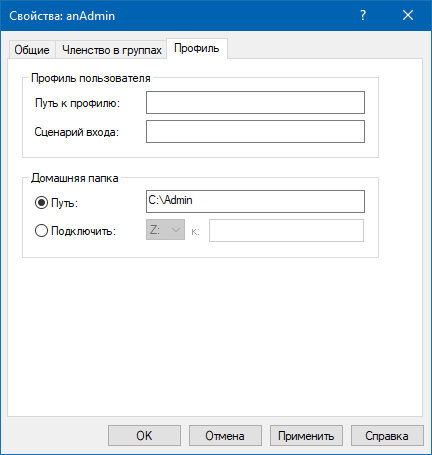 Свойства: anAdmin
Общие Членство в группах Профиль
Профиль пользователя
Путь к профилю:
Сценарий входа:
Домашняя папка
Путь: C:\Admin
Подключить: Z: к:
ОК Отмена Применить Справка